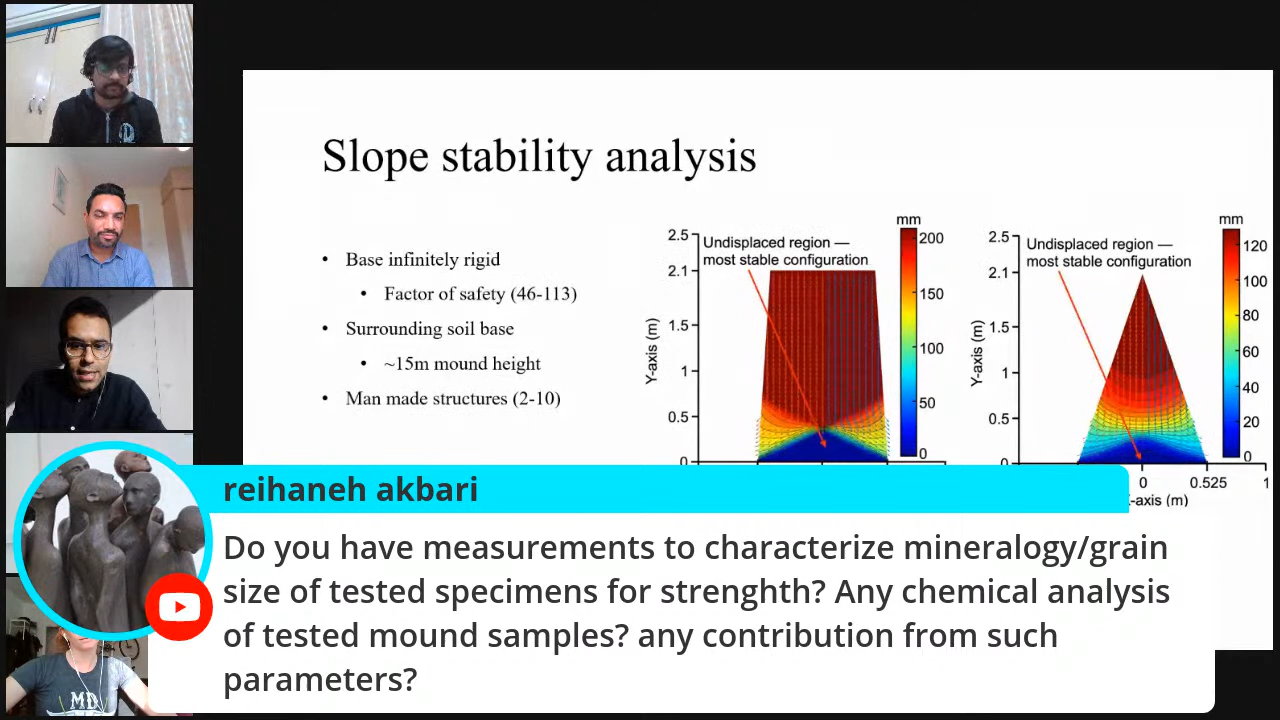 Slope stability analysis
• Base infinitely rigid
• Factor of safety (46-113)
• Surrounding soil base
• ~15m mound height
• Man made structures (2-10)
mm
200
150
100
50
0
2.5
2.1
1.5
1
0.5
0
Y-axis (m)
Undisplaced region —
most stable configuration
mm
120
100
80
60
40
20
0
2.5
2.1
1.5
1
0.5
0
Y-axis (m)
Undisplaced region —
most stable configuration
0
0.525
1
-axis (m)
reihaneh akbari
Do you have measurements to characterize mineralogy/grain
size of tested specimens for strenghth? Any chemical analysis
of tested mound samples? any contribution from such
parameters?
MD